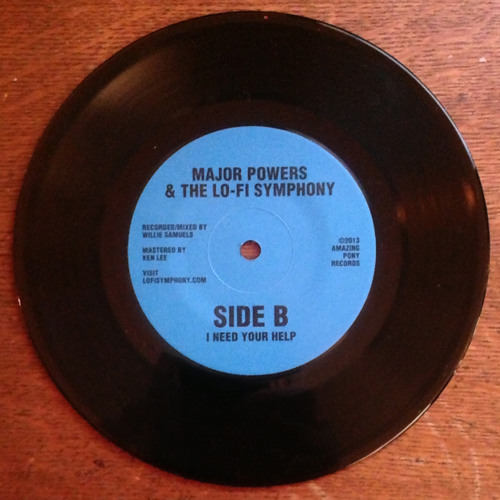 MAJOR POWERS
& THE LO-FI SYMPHONY
RECORDED/MIXED BY
WILLIE SAMUELS
MASTERED BY
KEN LEE
VISIT
LOFISYMPHONY.COM
©2013
AMAZING
PONY
RECORDS
SIDE B
I NEED YOUR HELP